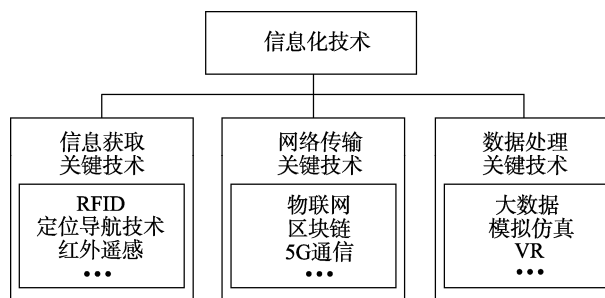 信息化技术
信息获取
关键技术
RFID
定位导航技术
红外遥感
•••
网络传输
关键技术
物联网
区块链
5G通信
•••
数据处理
关键技术
大数据
模拟仿真
VR
•••